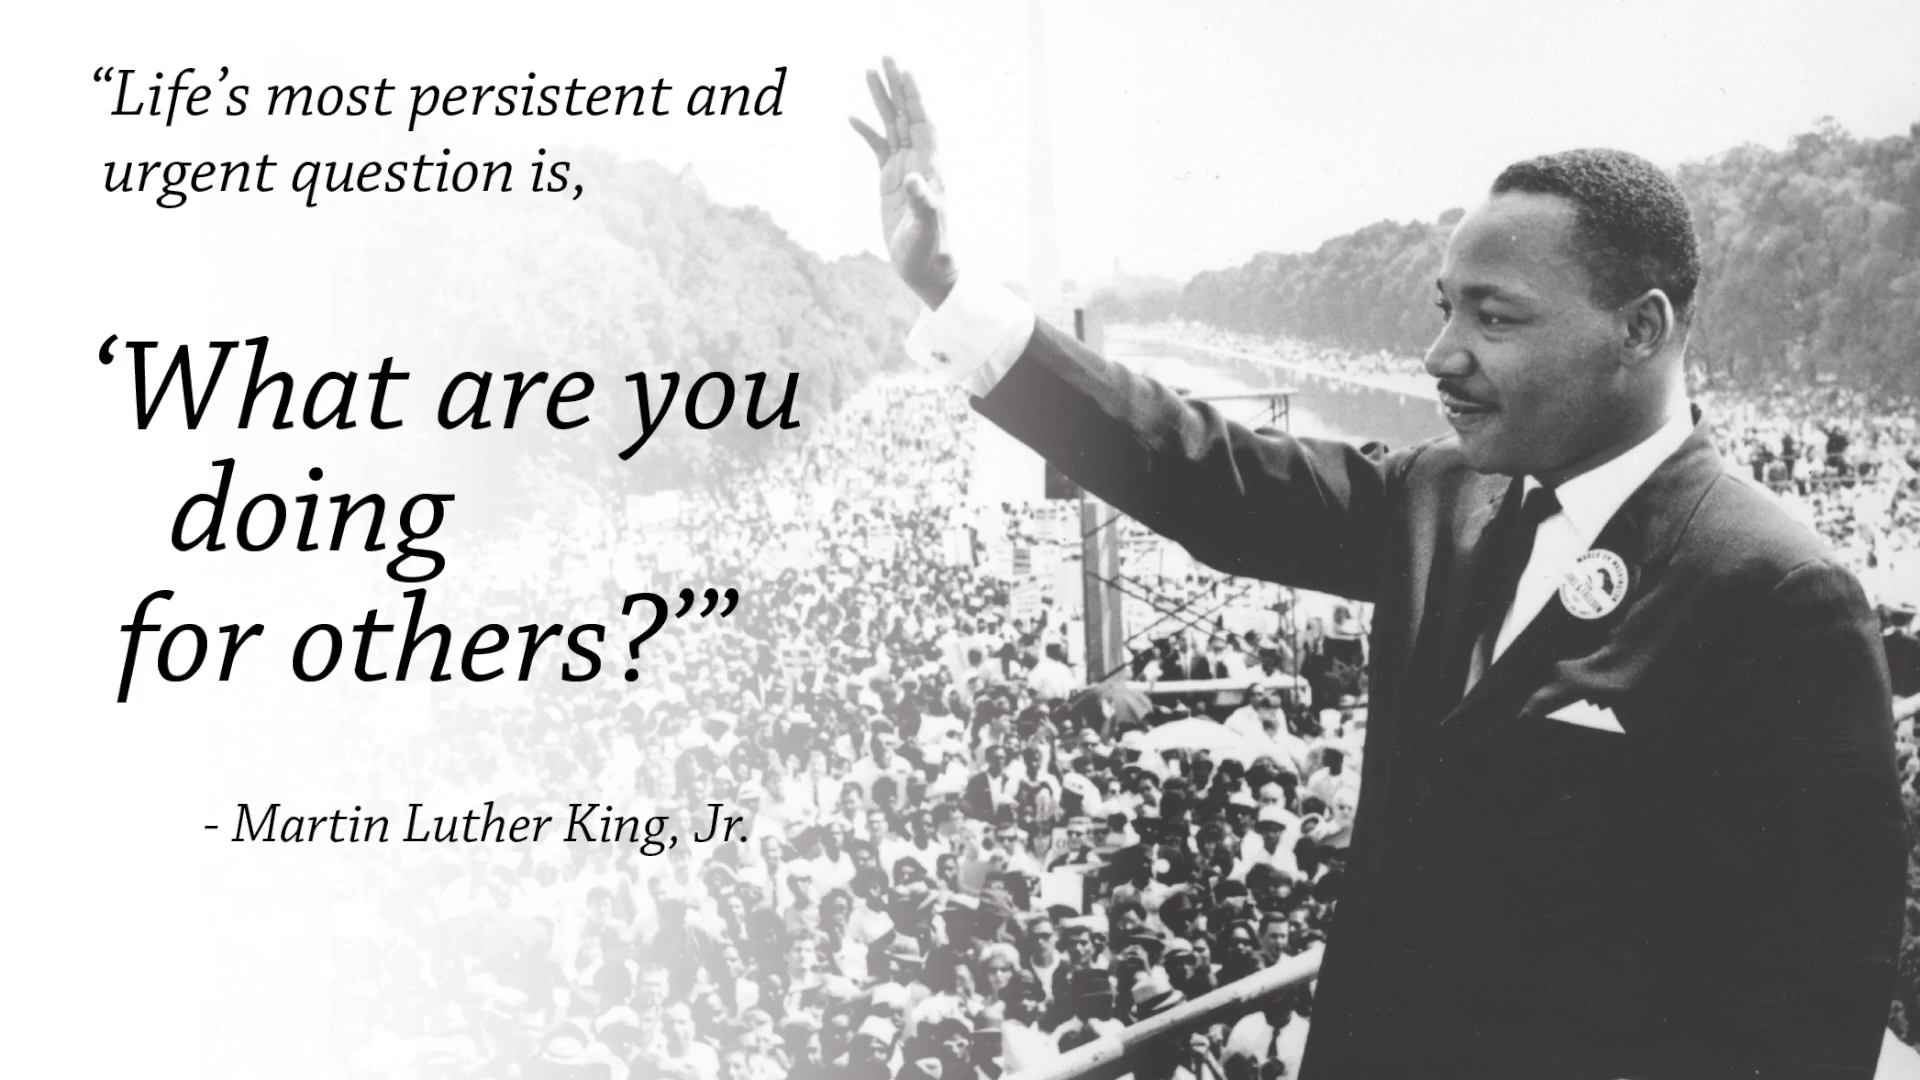 “Life’s most persistent and
urgent question is,
‘What are you
doing
for others?’”
- Martin Luther King, Jr.